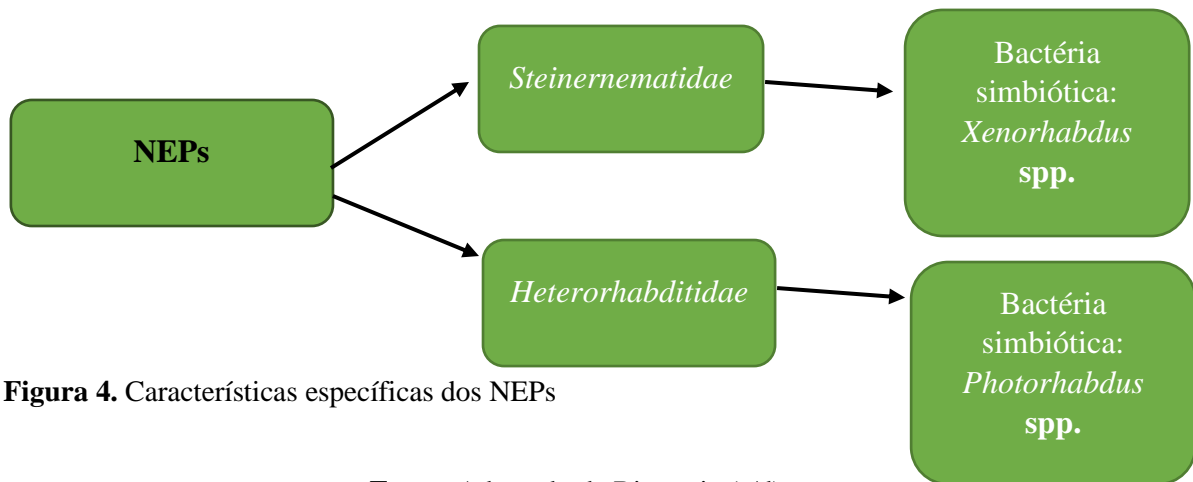 NEPs
Steinernematidae
Bactéria
simbiótica:
Xenorhabdus
spp.
Heterorhabditidae
Bactéria
simbiótica:
Photorhabdus
spp.
Figura 4. Características específicas dos NEPs